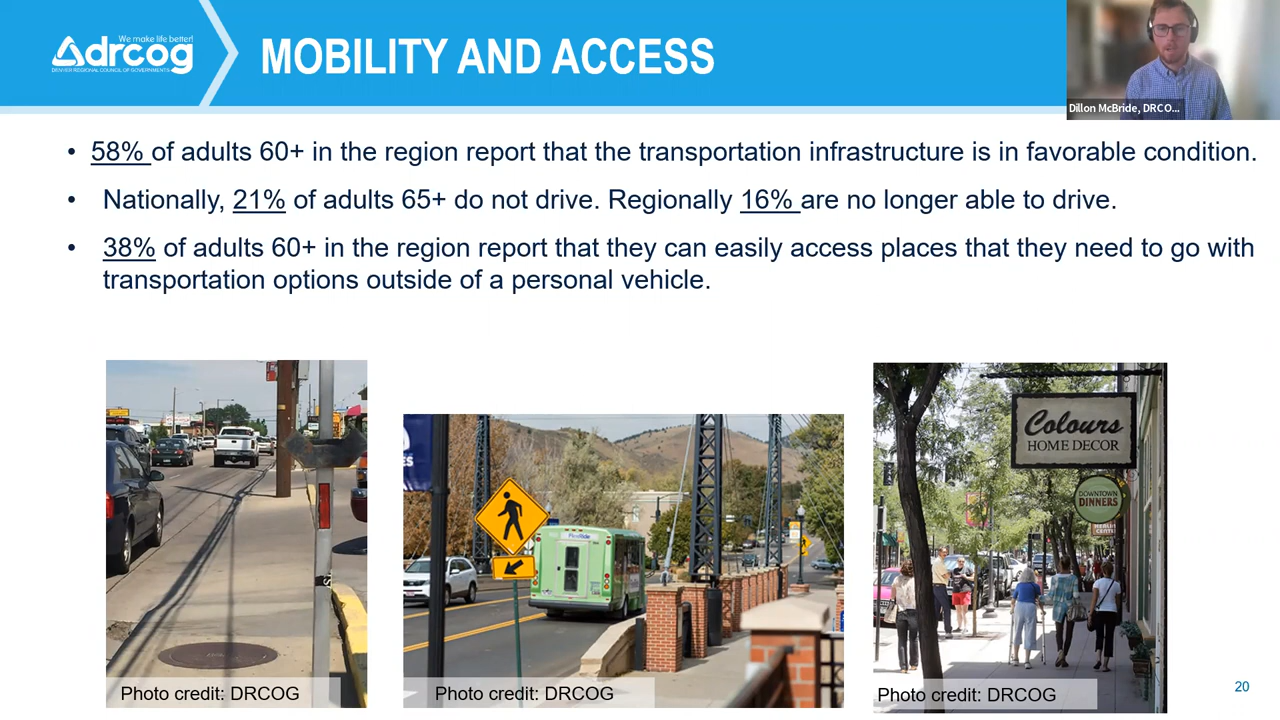 We make life better!
drcog
DENVER REGIONAL COUNCIL OF GOVERNMENTS
MOBILITY AND ACCESS
Dillon McBride, DRCO...
• 58% of adults 60+ in the region report that the transportation infrastructure is in favorable condition.
• Nationally, 21% of adults 65+ do not drive. Regionally 16% are no longer able to drive.
• 38% of adults 60+ in the region report that they can easily access places that they need to go with
transportation options outside of a personal vehicle.
FlexRide
Colours
HOME DECOR
DOWNTOWN
DINNERS
Photo credit: DRCOG
Photo credit: DRCOG
Photo credit: DRCOG
20